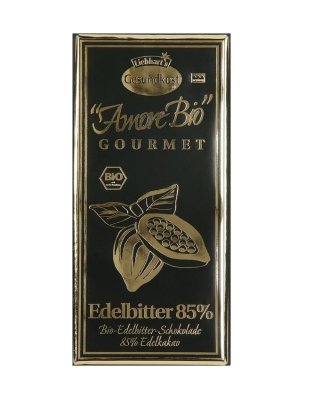 Liebhart's
Gesundkost
"Amore Bio"
GOURMET
BIO
Edelbitter 85%
Bio-Edelbitter-Schokolade
85% Edelkakao